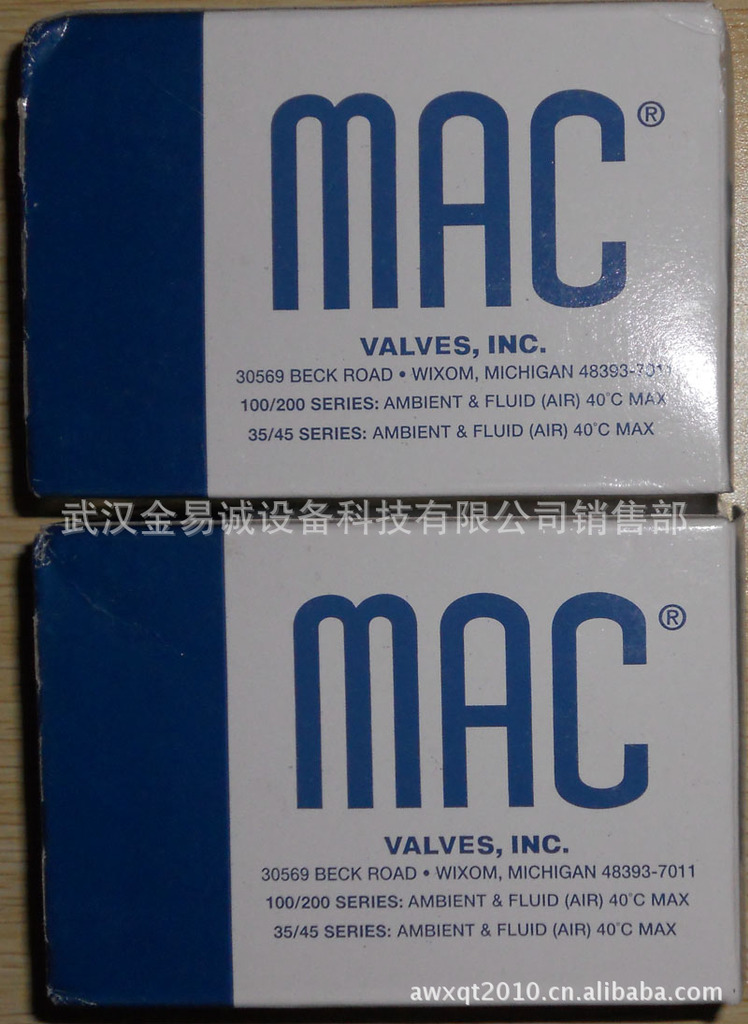 MAC®
VALVES, INC.
30569 BECK ROAD • WIXOM, MICHIGAN 48393-7011
100/200 SERIES: AMBIENT & FLUID (AIR) 40°C MAX
35/45 SERIES: AMBIENT & FLUID (AIR) 40°C MAX
武汉金易诚设备科技有限公司销售部
MAC®
VALVES, INC.
30569 BECK ROAD • WIXOM, MICHIGAN 48393-7011
100/200 SERIES: AMBIENT & FLUID (AIR) 40°C MAX
35/45 SERIES: AMBIENT & FLUID (AIR) 40°C MAX
awxqt2010.cn.alibaba.com